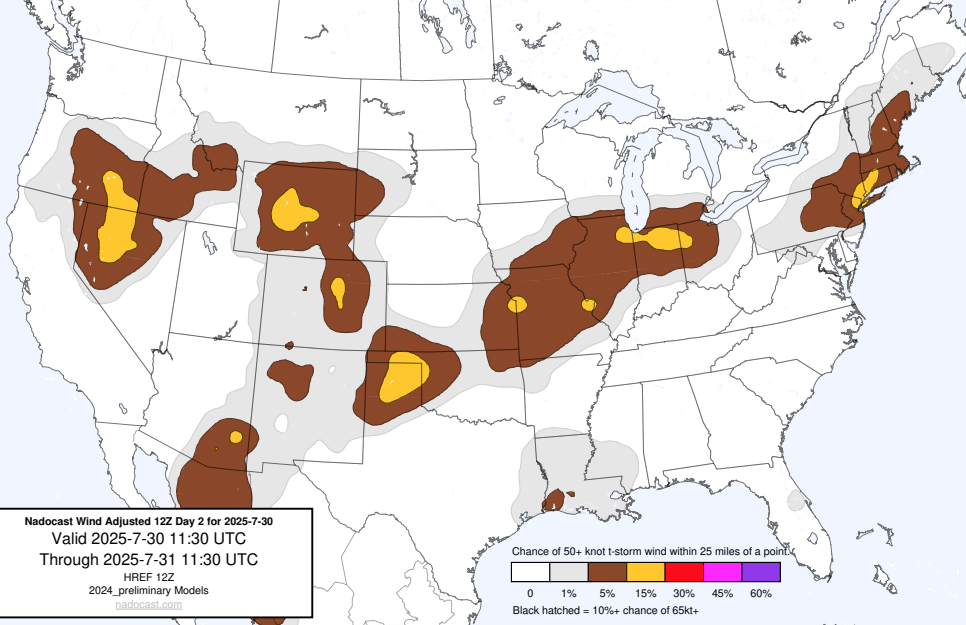 Nadocast Wind Adjusted 12Z Day 2 for 2025-7-30
Valid 2025-7-30 11:30 UTC
Through 2025-7-31 11:30 UTC
HREF 12Z
2024_preliminary Models
nadocast.com
Chance of 50+ knot t-storm wind within 25 miles of a point.
0 1% 5% 15% 30% 45% 60%
Black hatched = 10%+ chance of 65kt+